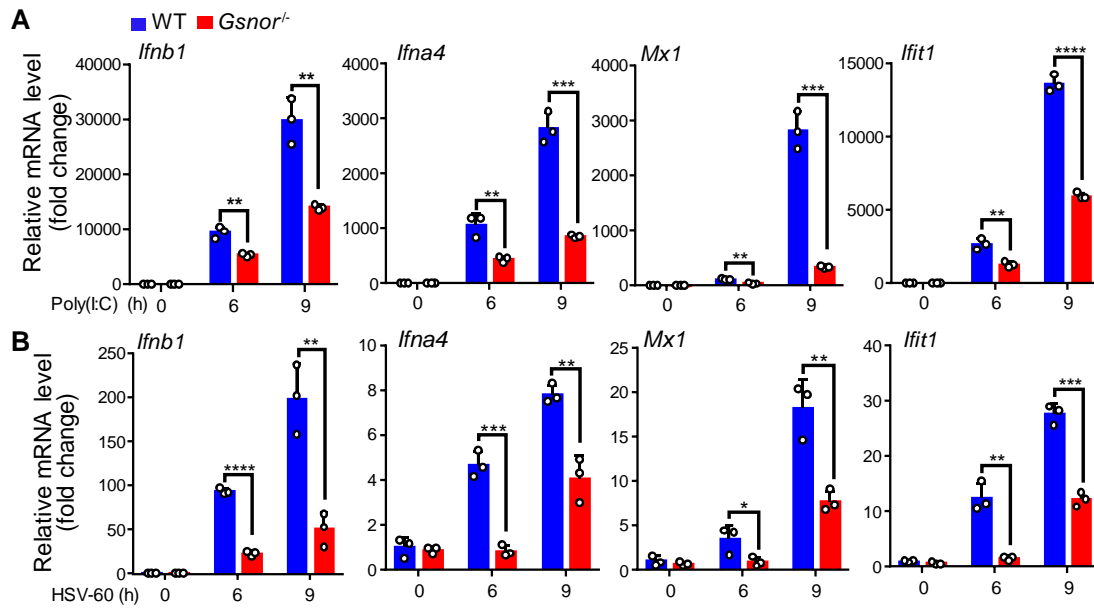 A
WT Gsnor-/-
Relative mRNA level
(fold change)
Ifnb1
40000
30000
20000
10000
0
**
**
Poly(I:C) (h) 0 6 9
Ifna4
4000
3000
2000
1000
0
**
***
0 6 9
Mx1
4000
3000
2000
1000
0
**
***
0 6 9
Ifit1
15000
10000
5000
0
**
****
0 6 9
B
Relative mRNA level
(fold change)
Ifnb1
250
200
150
100
50
0
****
**
HSV-60 (h) 0 6 9
Ifna4
10
8
6
4
2
0
***
**
0 6 9
Mx1
25
20
15
10
5
0
*
**
0 6 9
Ifit1
40
30
20
10
0
**
***
0 6 9